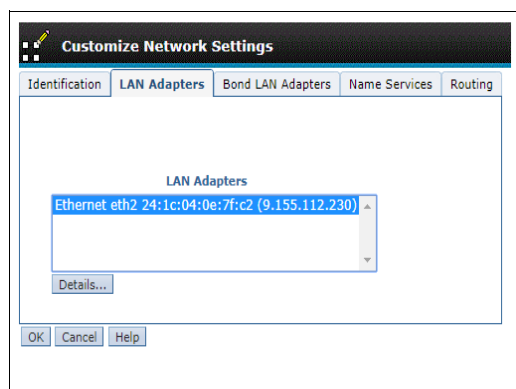 Customize Network Settings
Identification LAN Adapters Bond LAN Adapters Name Services Routing
LAN Adapters
Ethernet eth2 24:1c:04:0e:7f:c2 (9.155.112.230)
Details...
OK Cancel Help